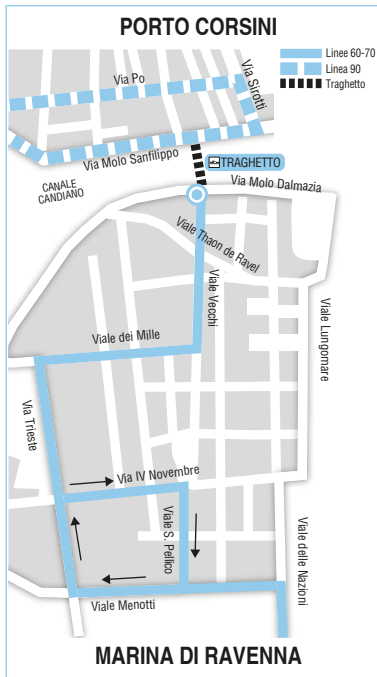 PORTO CORSINI
Linee 60-70
Linea 90
Traghetto
Via Po
Via Sirotti
Via Molo Sanfilippo
TRAGHETTO
CANALE
CANDIANO
Via Molo Dalmazia
Viale Thaon de Ravel
Viale Vecchi
Viale Lungomare
Viale dei Mille
Via Trieste
Via IV Novembre
Viale S. Pellico
Viale delle Nazioni
Viale Menotti
MARINA DI RAVENNA